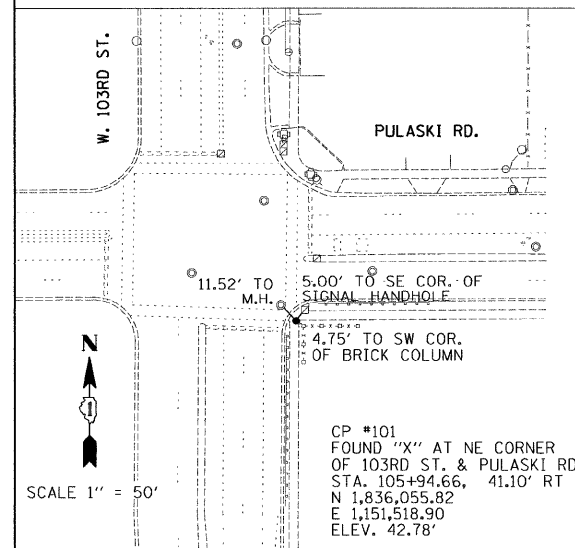 W. 103RD ST.
PULASKI RD.
11.52' TO
M.H.
5.00' TO SE COR. OF
SIGNAL HANDHOLE
4.75' TO SW COR.
OF BRICK COLUMN
N
SCALE 1" = 50'
CP #101
FOUND "X" AT NE CORNER
OF 103RD ST. & PULASKI RD
STA. 105+94.66, 41.10' RT
N 1,836,055.82
E 1,151,518.90
ELEV. 42.78'